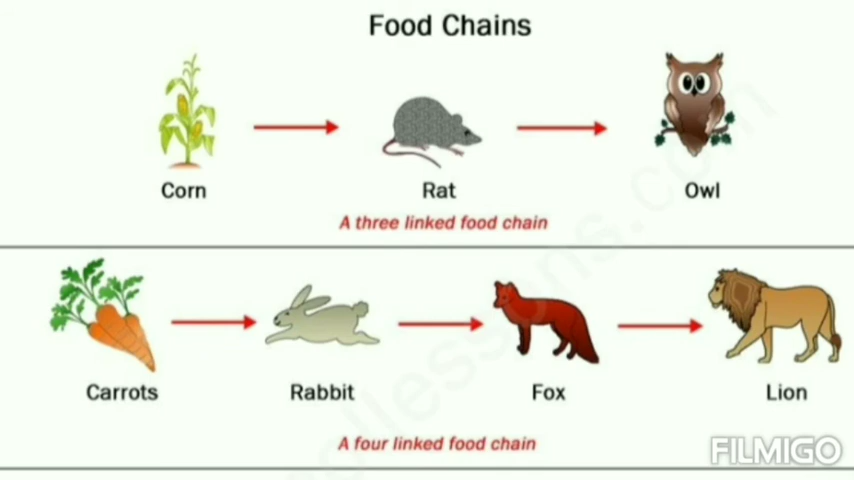 Food Chains
Corn
Rat
Owl
A three linked food chain
Carrots
Rabbit
Fox
Lion
A four linked food chain
FILMIGO